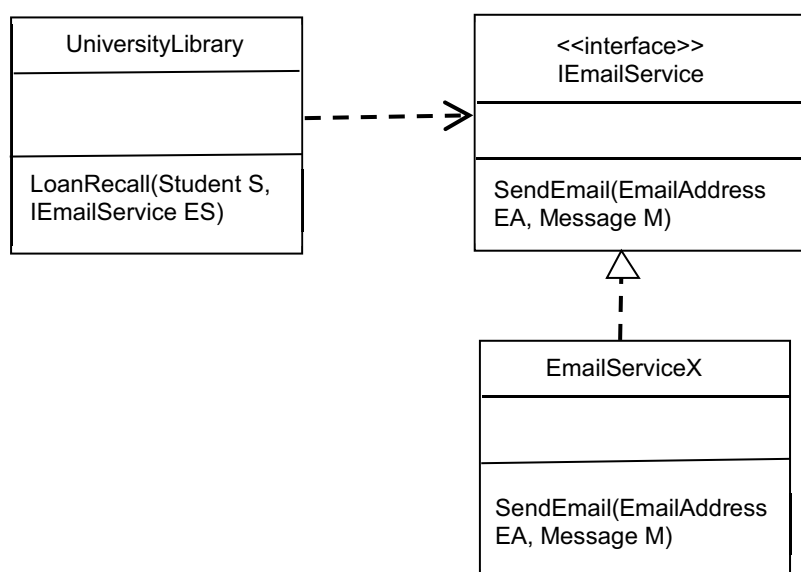 UniversityLibrary
LoanRecall(Student S,
IEmailService ES)
<<interface>>
IEmailService
SendEmail(EmailAddress
EA, Message M)
EmailServiceX
SendEmail(EmailAddress
EA, Message M)